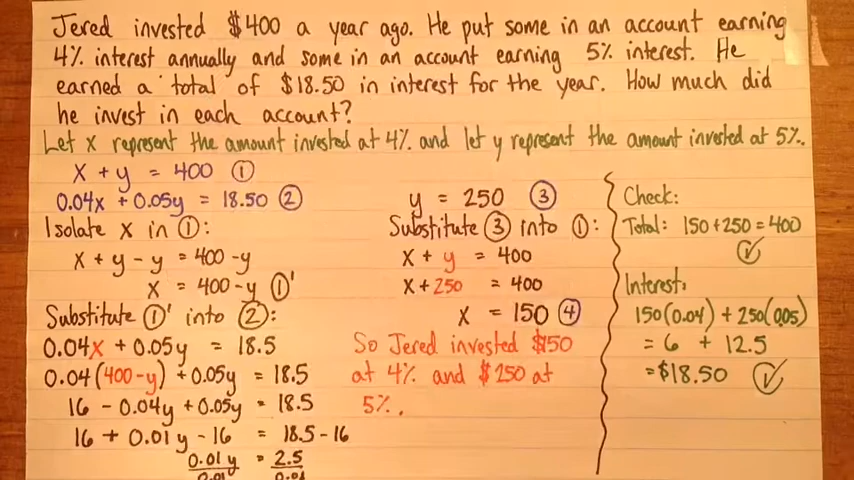 Jered invested $400 a year ago. He put some in an account earning
4% interest annually and some in an account earning 5% interest. He
earned a total of $18.50 in interest for the year. How much did
he invest in each account?
Let x represent the amount invested at 4% and let y represent the amount invested at 5%.
x + y = 400 ①
0.04x + 0.05y = 18.50 ②
Isolate x in ①:
x + y - y = 400 - y
x = 400 - y ①'
Substitute ①' into ②:
0.04x + 0.05y = 18.5
0.04(400-y) + 0.05y = 18.5
16 - 0.04y + 0.05y = 18.5
16 + 0.01y - 16 = 18.5 - 16
0.01y = 2.5
0.01 0.01
y = 250 ③
Substitute ③ into ①:
x + y = 400
x + 250 = 400
x = 150 ④
So Jered invested $150
at 4% and $250 at
5%.
Check:
Total: 150 + 250 = 400
✓
Interest:
150(0.04) + 250(0.05)
= 6 + 12.5
= $18.50 ✓